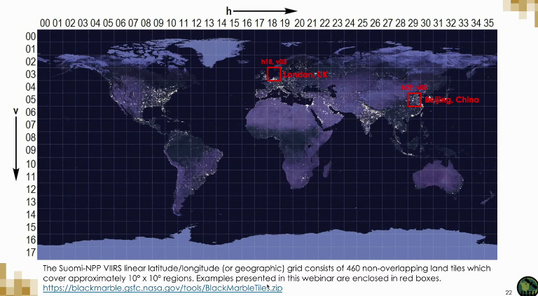 h
00 01 02 03 04 05 06 07 08 09 10 11 12 13 14 15 16 17 18 19 20 21 22 23 24 25 26 27 28 29 30 31 32 33 34 35
v
00
01
02
03
04
05
06
07
08
09
10
11
12
13
14
15
16
17
London, UK
Beijing, China
The Suomi-NPP VIIRS linear latitude/longitude (or geographic) grid consists of 460 non-overlapping land tiles which
cover approximately 10° x 10° regions. Examples presented in this webinar are enclosed in red boxes.
https://blackmarble.gsfc.nasa.gov/tools/BlackMarbleTiles.zip
22